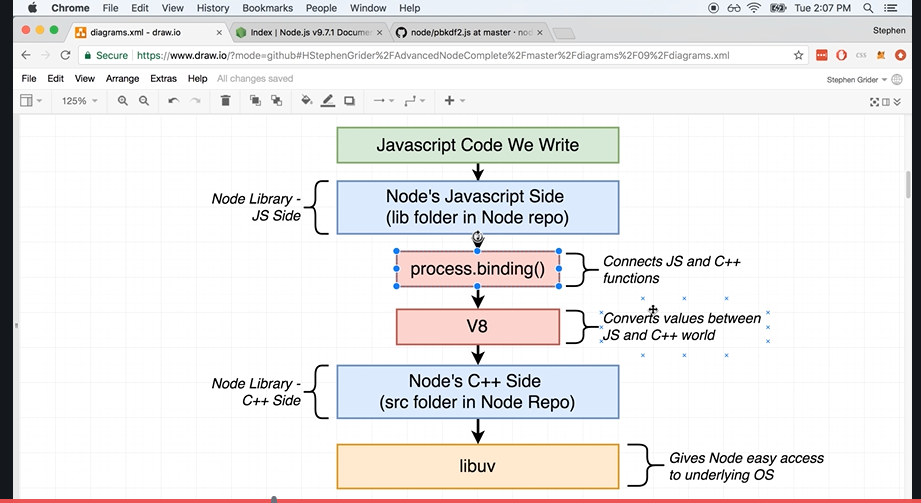 Chrome File Edit View History Bookmarks People Window Help
Tue 2:07 PM
diagrams.xml - draw.io
Index | Node.js v9.7.1 Documen
node/pbkdf2.js at master · nod
Stephen
Secure https://www.draw.io/?mode=github#HStephenGrider%2FAdvancedNodeComplete%2Fmaster%2Fdiagrams%2F09%2Fdiagrams.xml
CSS
File Edit View Arrange Extras Help All changes saved
Stephen Grider
125%
Javascript Code We Write
Node Library -
JS Side
Node's Javascript Side
(lib folder in Node repo)
process.binding()
Connects JS and C++
functions
V8
Converts values between
JS and C++ world
Node Library -
C++ Side
Node's C++ Side
(src folder in Node Repo)
libuv
Gives Node easy access
to underlying OS